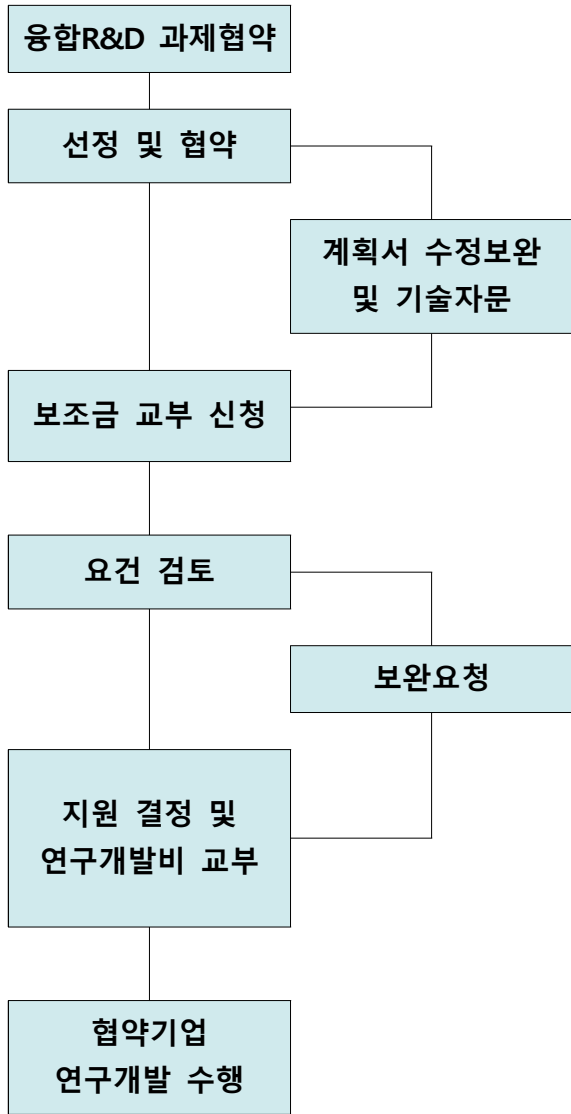 융합R&D 과제협약
선정 및 협약
계획서 수정보완
및 기술자문
보조금 교부 신청
요건 검토
보완요청
지원 결정 및
연구개발비 교부
협약기업
연구개발 수행